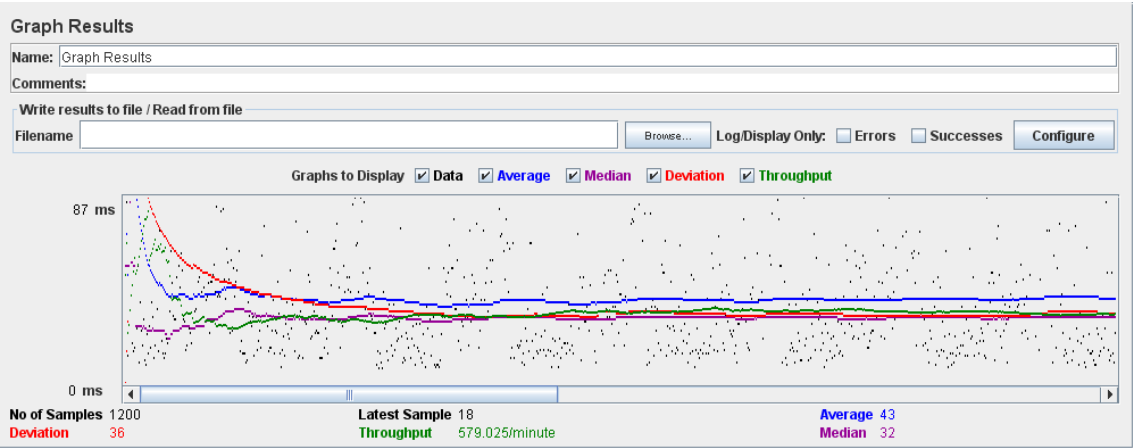 Graph Results
Name: Graph Results
Comments:
Write results to file / Read from file
Filename Browse... Log/Display Only: Errors Successes Configure
Graphs to Display Data Average Median Deviation Throughput
87 ms
0 ms
No of Samples 1200 Latest Sample 18 Average 43
Deviation 36 Throughput 579.025/minute Median 32